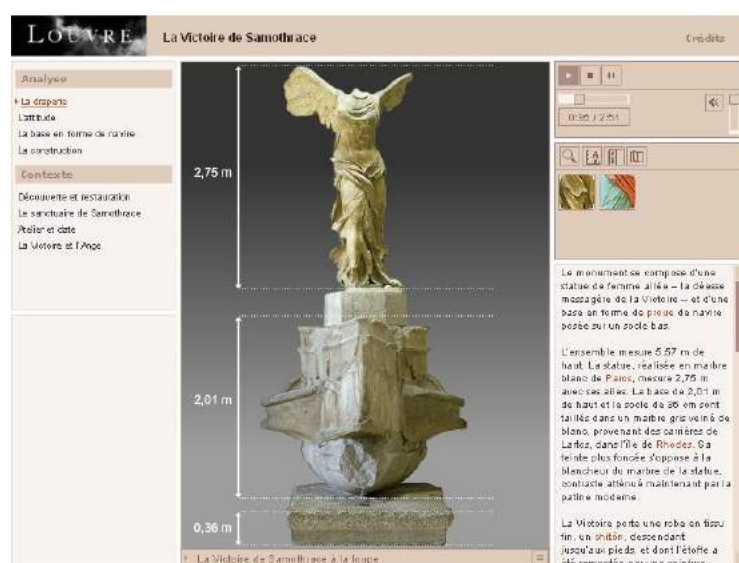 LOUVRE
La Victoire de Samothrace
Crédits
Analyse
La draperie
L'attitude
La base en forme de navire
La construction
Contexte
Découverte et restauration
Le sanctuaire de Samothrace
Atelier et date
La Victoire et l'Ange
2,75 m
2,01 m
0,36 m
La Victoire de Samothrace à la loupe
0:36 / 2:51
Le monument se compose d'une
statue de femme ailée – la déesse
messagère de la Victoire – et d'une
base en forme de proue de navire
posée sur un socle bas.
L'ensemble mesure 5,57 m de
haut. La statue, réalisée en marbre
blanc de Paros, mesure 2,75 m
avec ses ailes. La base de 2,01 m
de haut et le socle de 36 cm sont
taillés dans un marbre gris veiné de
blanc, provenant des carrières de
Lartos, dans l'île de Rhodes. Sa
teinte plus foncée s'oppose à la
blancheur du marbre de la statue,
contraste atténué maintenant par la
patine moderne.
La Victoire porte une robe en tissu
fin, un chitôn, descendant
jusqu'aux pieds, et dont l'étoffe a